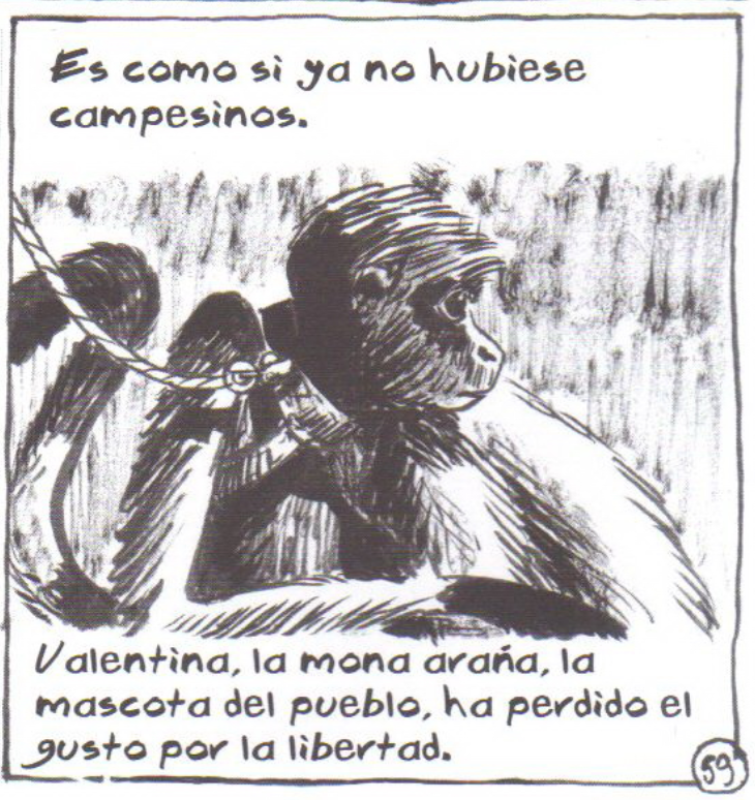 Es como si ya no hubiese
campesinos.
Valentina, la mona araña, la
mascota del pueblo, ha perdido el
gusto por la libertad.
59